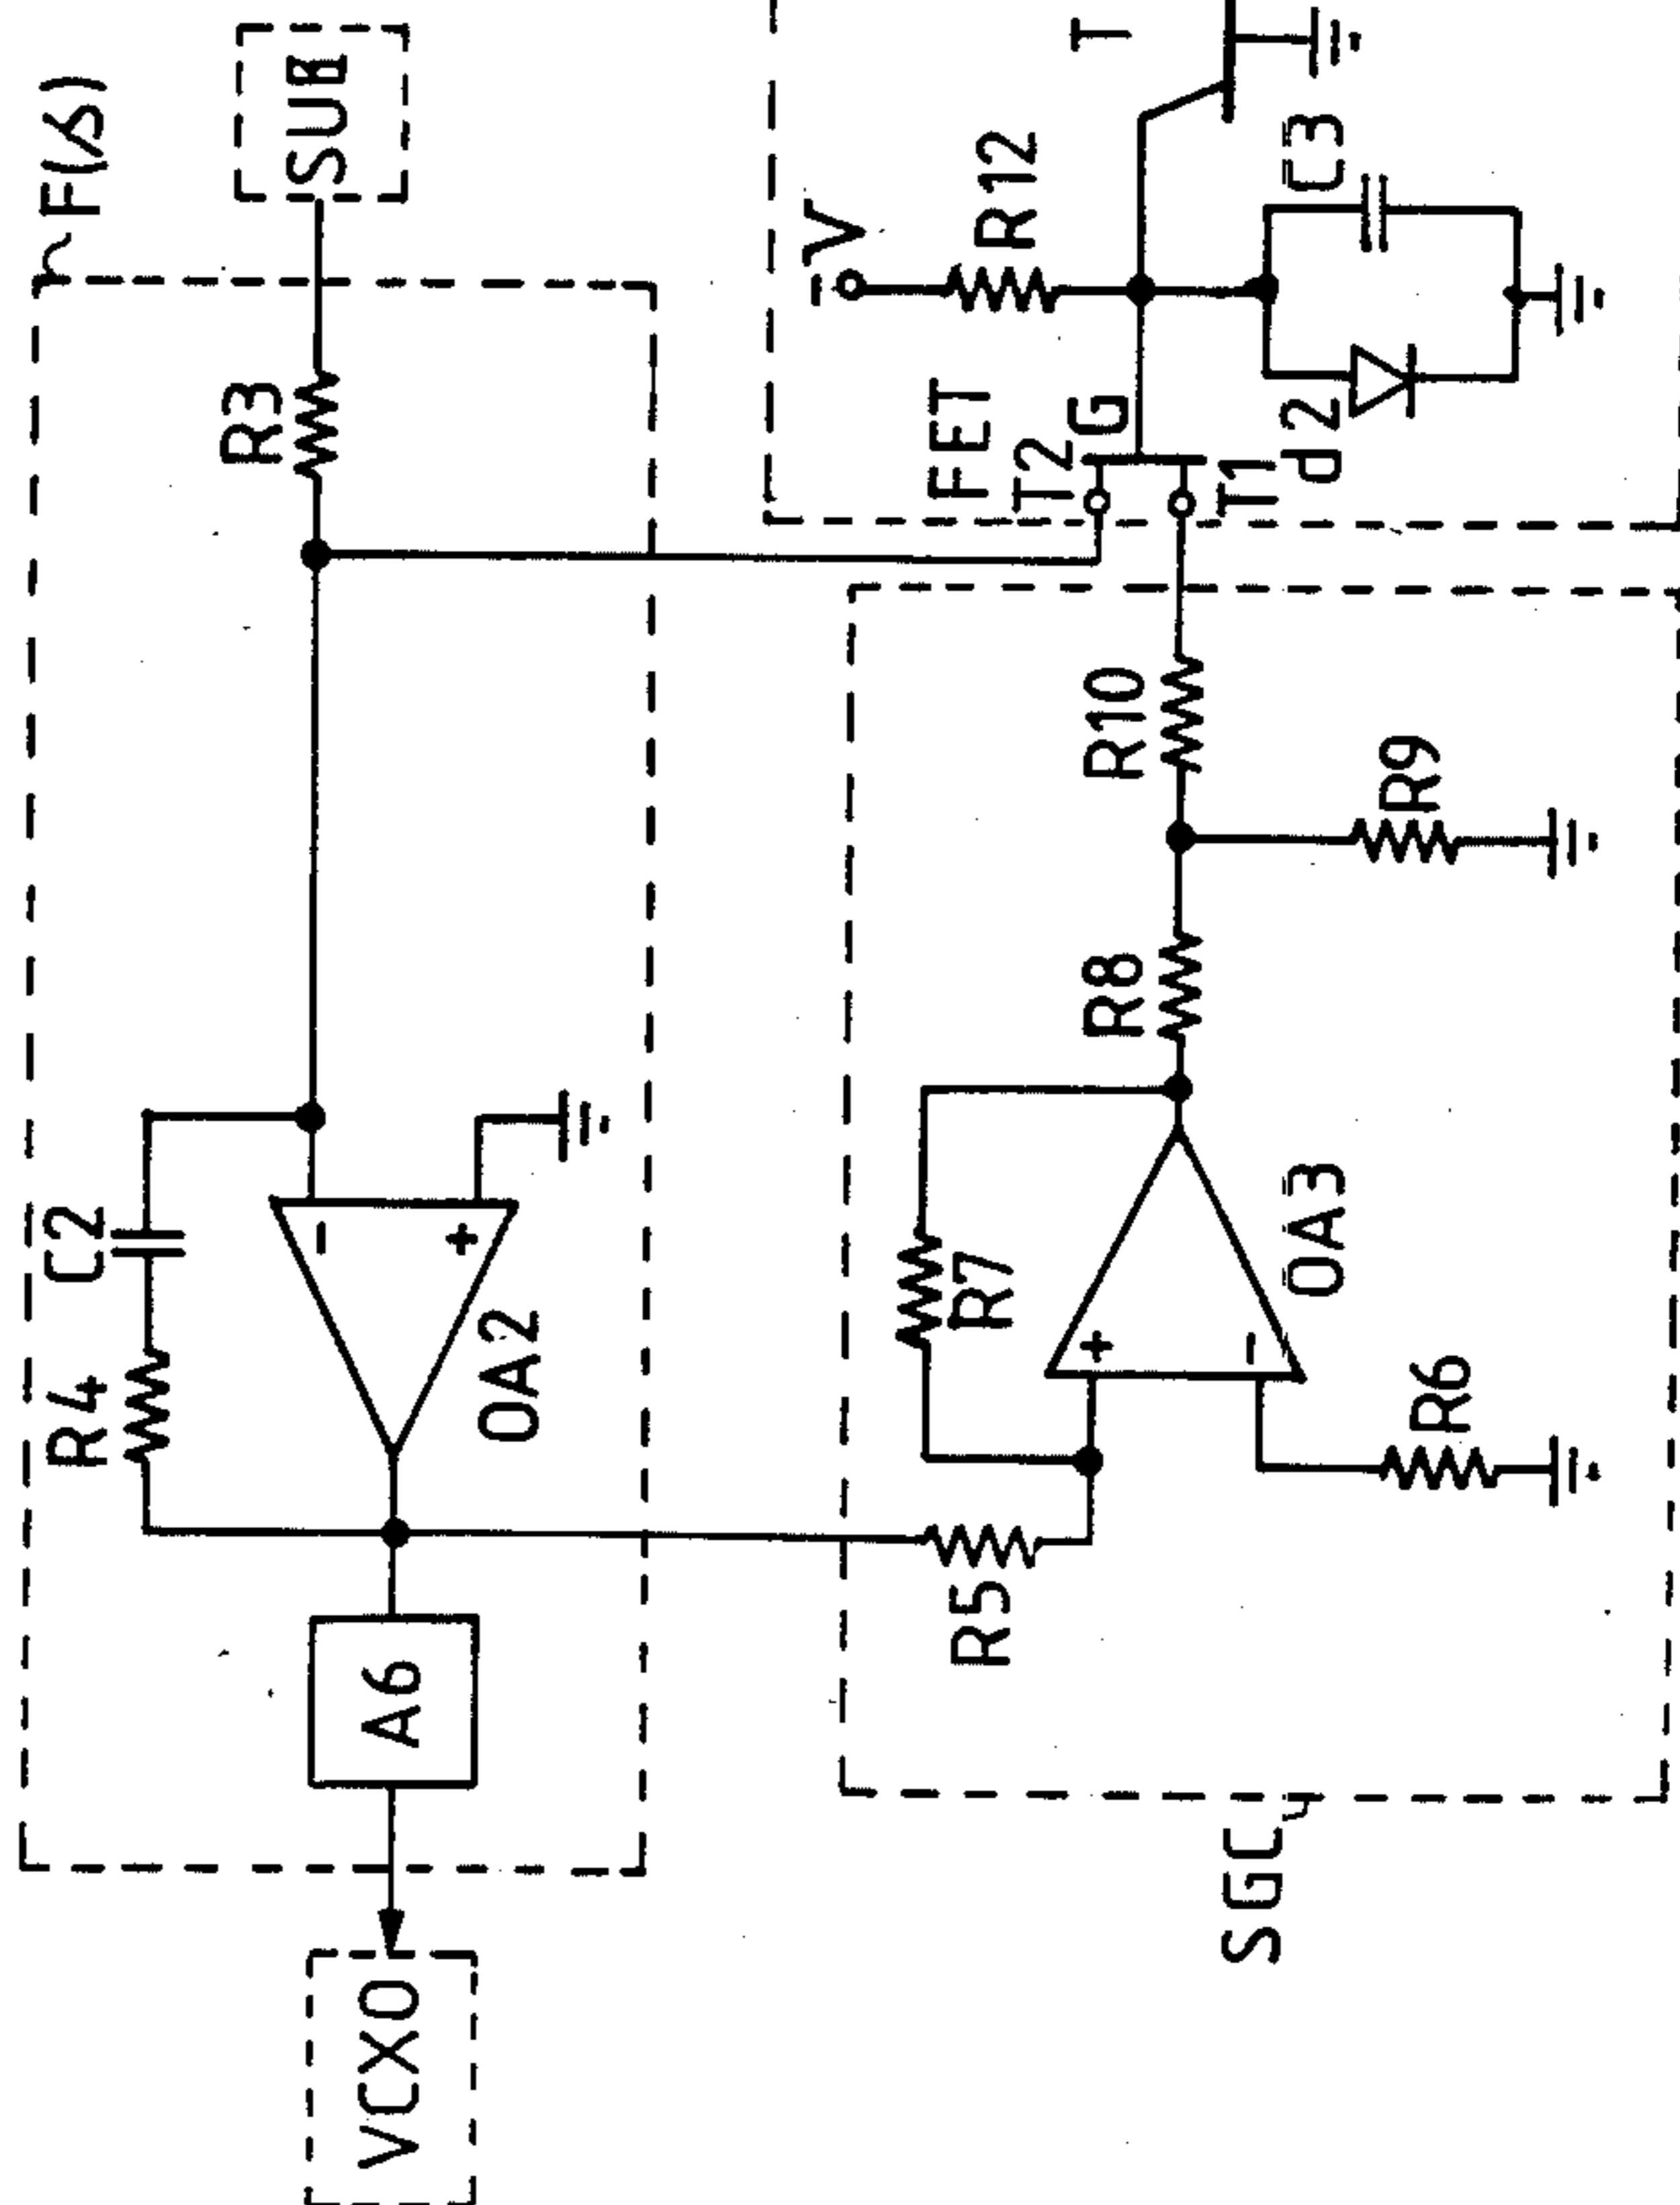 F(s)
SUB
R3
C2
R4
-
+
OA2
A6
VCXO
T
-V
R12
C3
FET
T2
G
T1
d2
R10
R9
R8
R7
+
-
OA3
R6
R5
SGC